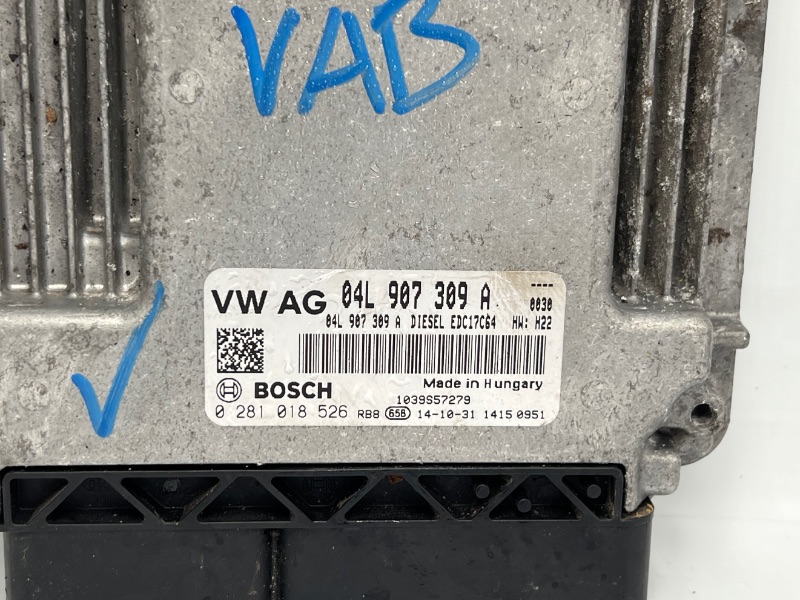 VAB
VW AG 04L 907 309 A ----
0030
04L 907 309 A DIESEL EDC17C64 HW: H22
BOSCH Made in Hungary
1039S57279
0 281 018 526 RB8 658 14-10-31 1415 0951